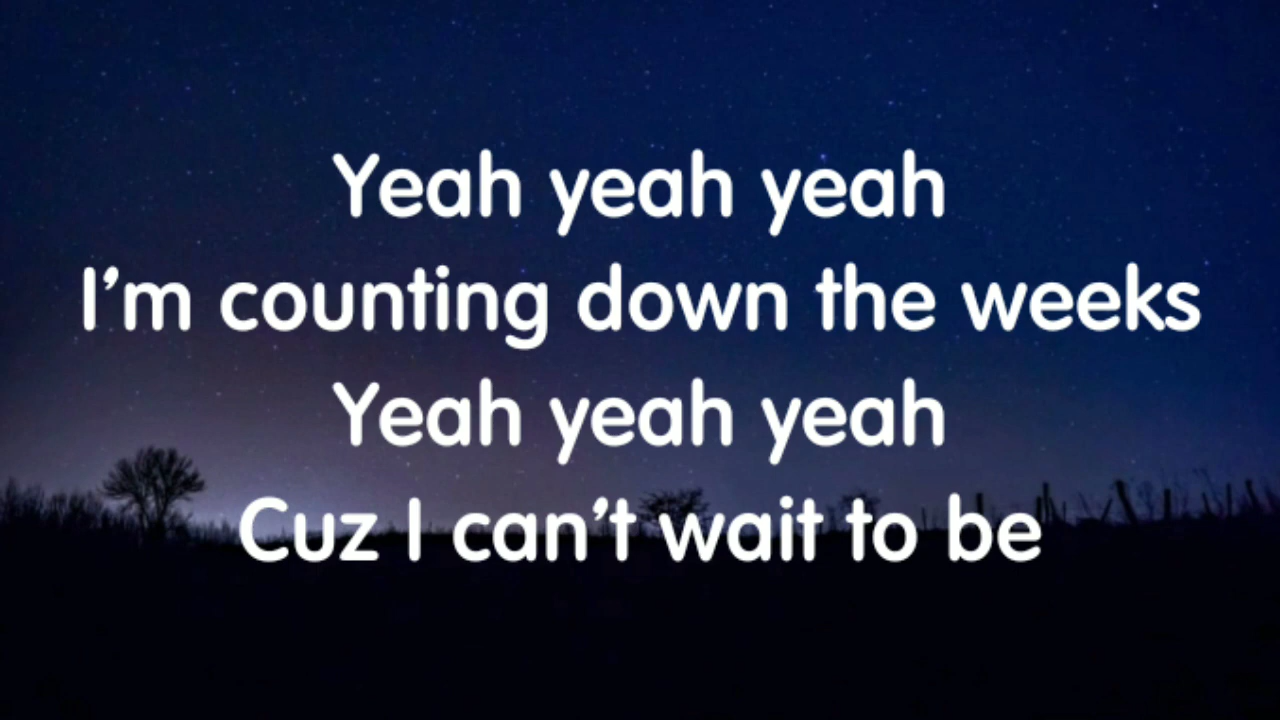 Yeah yeah yeah
I'm counting down the weeks
Yeah yeah yeah
Cuz I can't wait to be